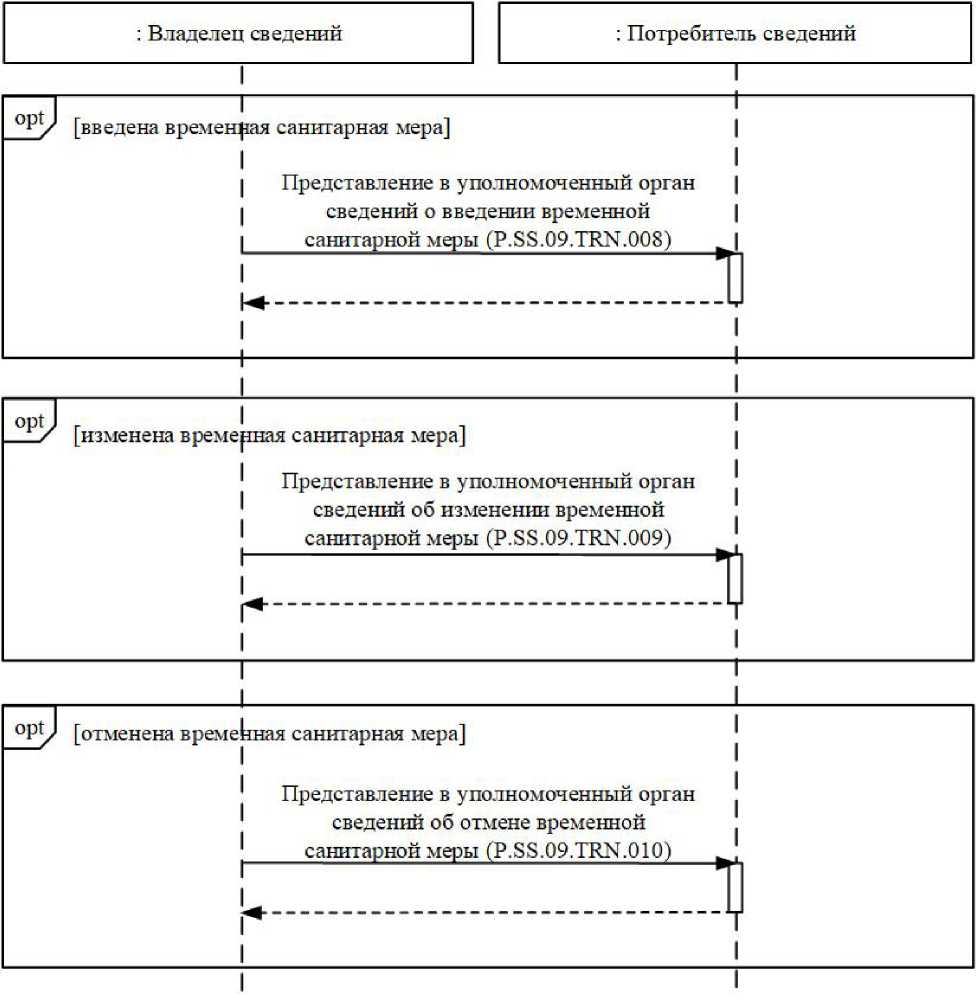 : Владелец сведений
: Потребитель сведений
opt
[введена временная санитарная мера]
Представление в уполномоченный орган
сведений о введении временной
санитарной меры (P.SS.09.TRN.008)
opt
[изменена временная санитарная мера]
Представление в уполномоченный орган
сведений об изменении временной
санитарной меры (P.SS.09.TRN.009)
opt
[отменена временная санитарная мера]
Представление в уполномоченный орган
сведений об отмене временной
санитарной меры (P.SS.09.TRN.010)